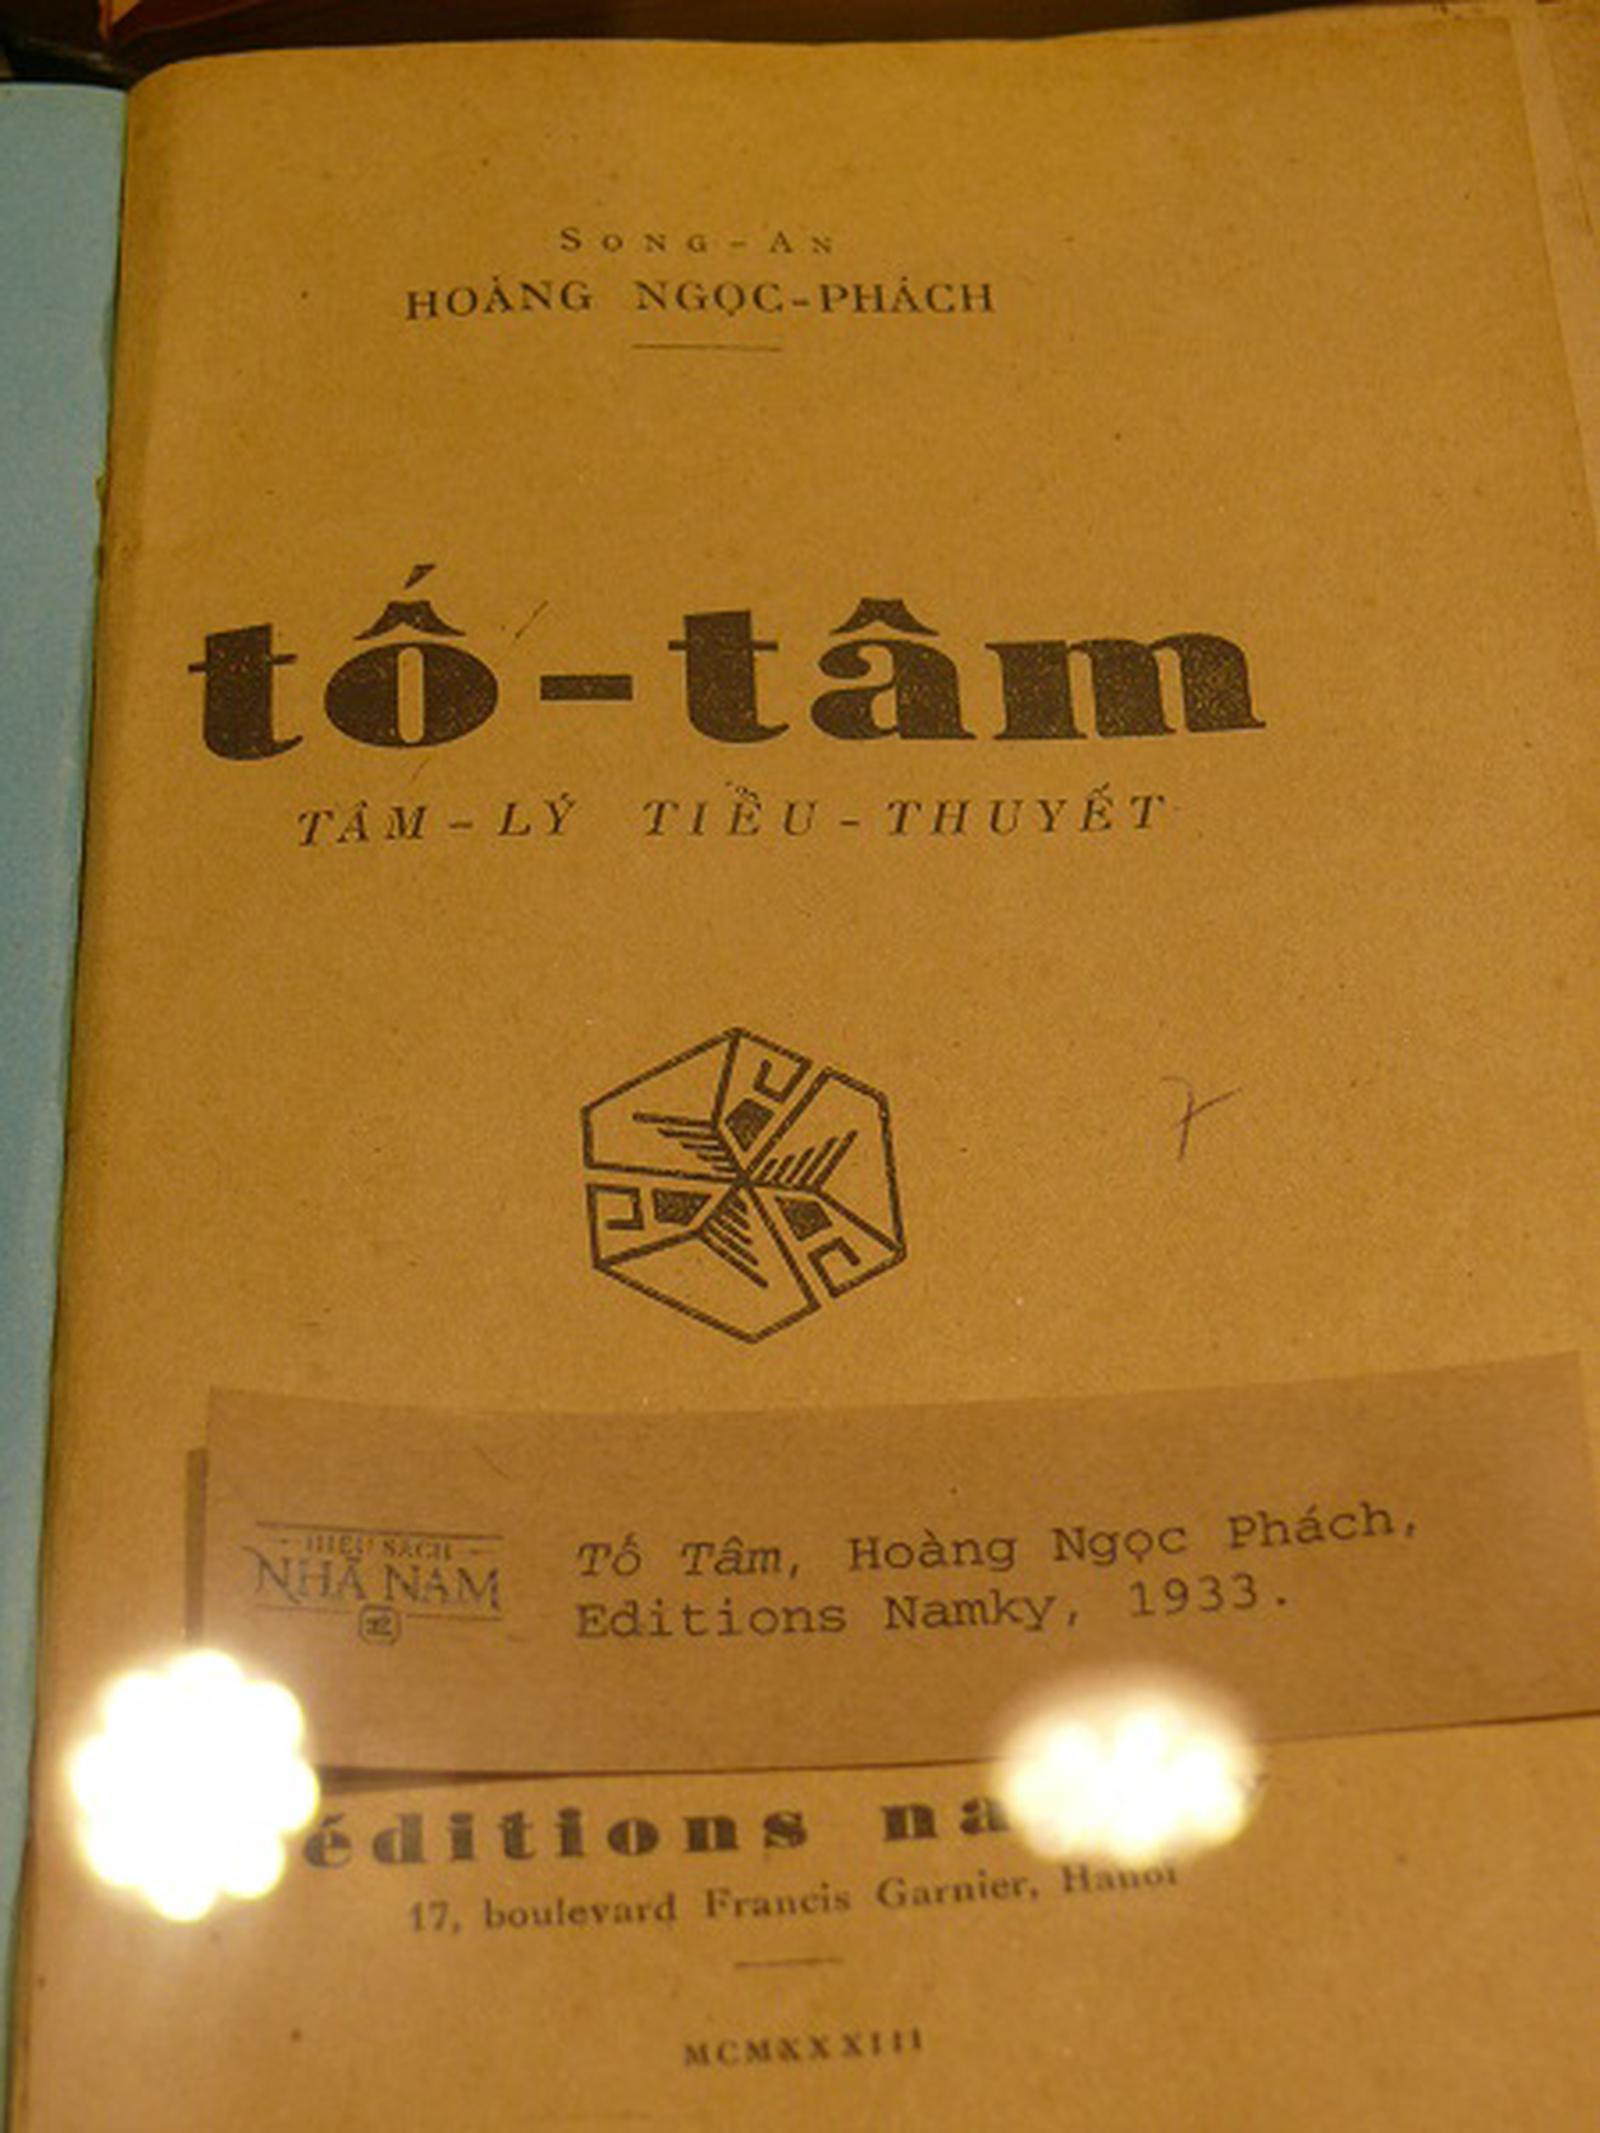 SONG-AN
HOÀNG NGỌC-PHÁCH
tố-tâm
TÂM-LÝ TIỂU-THUYẾT
HIỆU SÁCH
NHÃ NAM
Tố Tâm, Hoàng Ngọc Phách,
Editions Namky, 1933.
éditions
17, boulevard Francis Garnier, Hanoi
MCMXXXIII